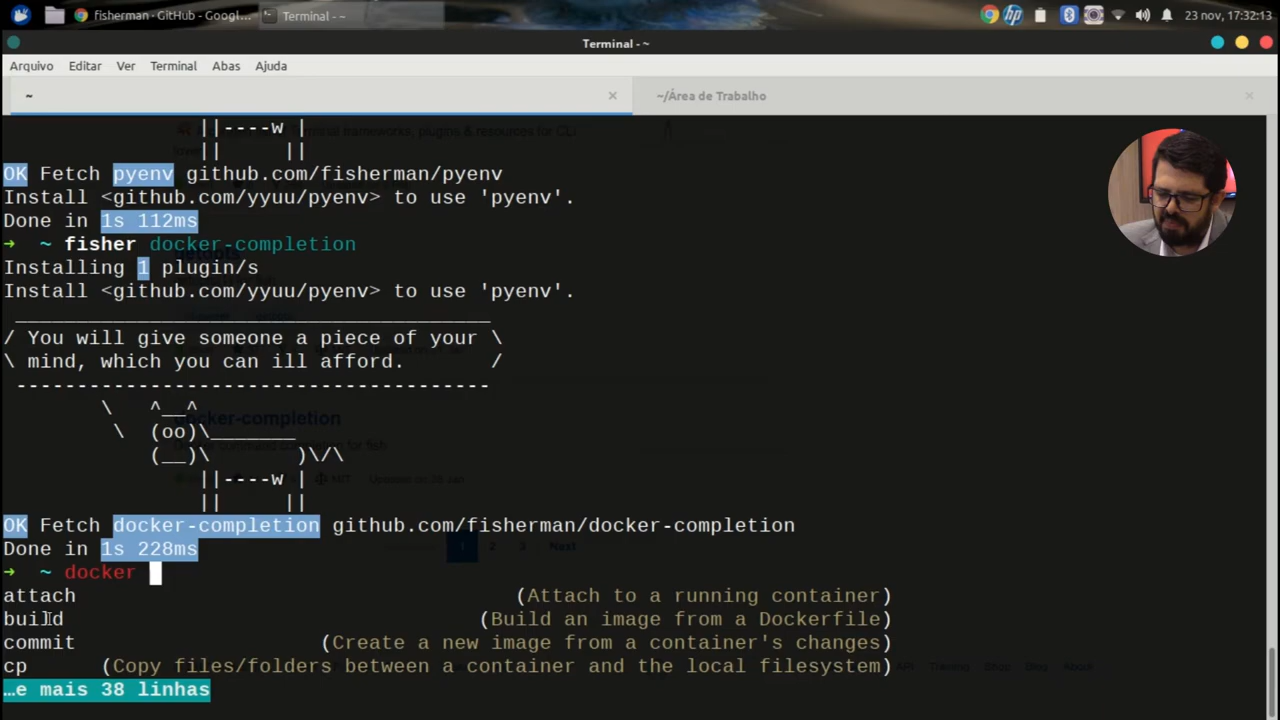 fisherman · GitHub - Googl...
Terminal - ~
23 nov, 17:32:13
Terminal - ~
Arquivo Editar Ver Terminal Abas Ajuda
~
~/Área de Trabalho
||----w |
|| ||
OK Fetch pyenv github.com/fisherman/pyenv
Install <github.com/yyuu/pyenv> to use 'pyenv'.
Done in 1s 112ms
➜ ~ fisher docker-completion
Installing 1 plugin/s
Install <github.com/yyuu/pyenv> to use 'pyenv'.
_______________________________________
/ You will give someone a piece of your \
\ mind, which you can ill afford. /
---------------------------------------
\ ^__^
\ (oo)\_______
(__)\ )\/\
||----w |
|| ||
OK Fetch docker-completion github.com/fisherman/docker-completion
Done in 1s 228ms
➜ ~ docker
attach (Attach to a running container)
build (Build an image from a Dockerfile)
commit (Create a new image from a container's changes)
cp (Copy files/folders between a container and the local filesystem)
…e mais 38 linhas